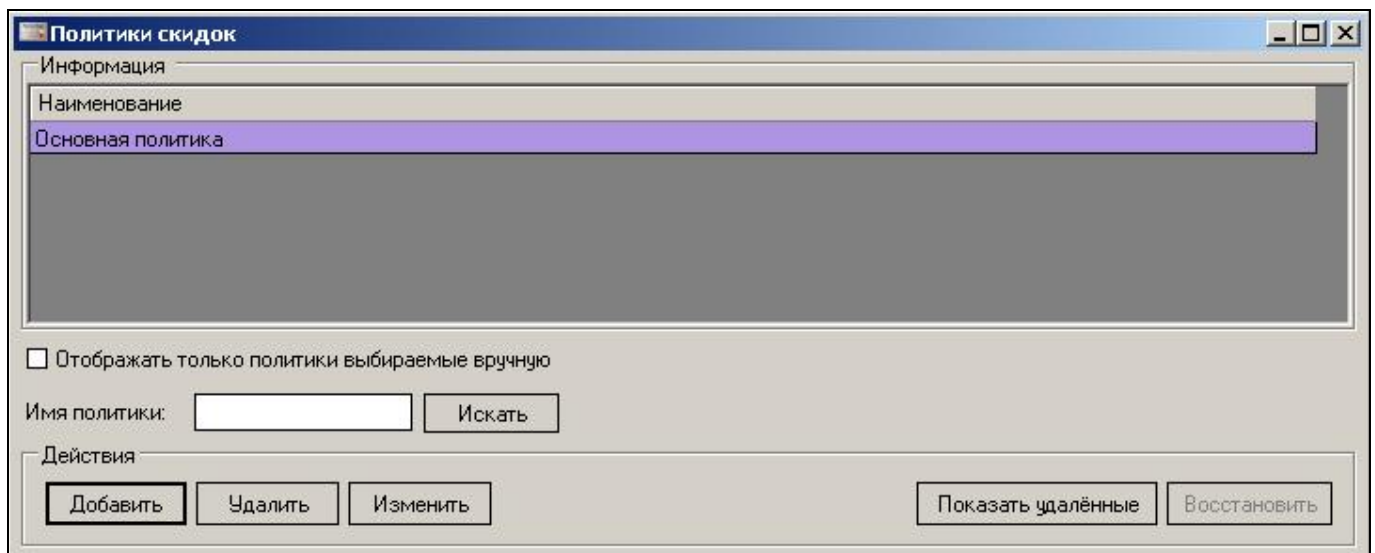 Политики скидок
Информация
Наименование
Основная политика
Отображать только политики выбираемые вручную
Имя политики: Искать
Действия
Добавить Удалить Изменить Показать удалённые Восстановить